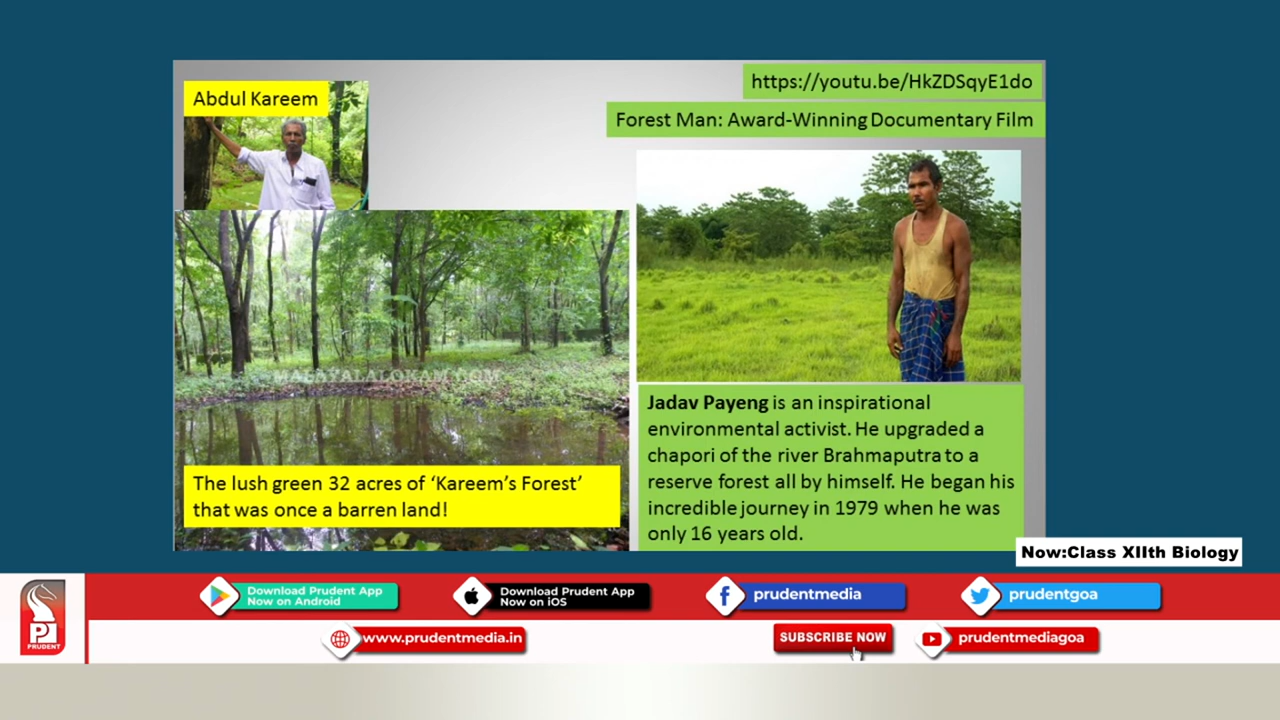 Abdul Kareem
https://youtu.be/HkZDSqyE1do
Forest Man: Award-Winning Documentary Film
MALAYALALOKAM.COM
The lush green 32 acres of ‘Kareem’s Forest’
that was once a barren land!
Jadav Payeng is an inspirational
environmental activist. He upgraded a
chapori of the river Brahmaputra to a
reserve forest all by himself. He began his
incredible journey in 1979 when he was
only 16 years old.
Now:Class XIIth Biology
PRUDENT
Download Prudent App
Now on Android
Download Prudent App
Now on iOS
prudentmedia
prudentgoa
www.prudentmedia.in
SUBSCRIBE NOW
prudentmediagoa